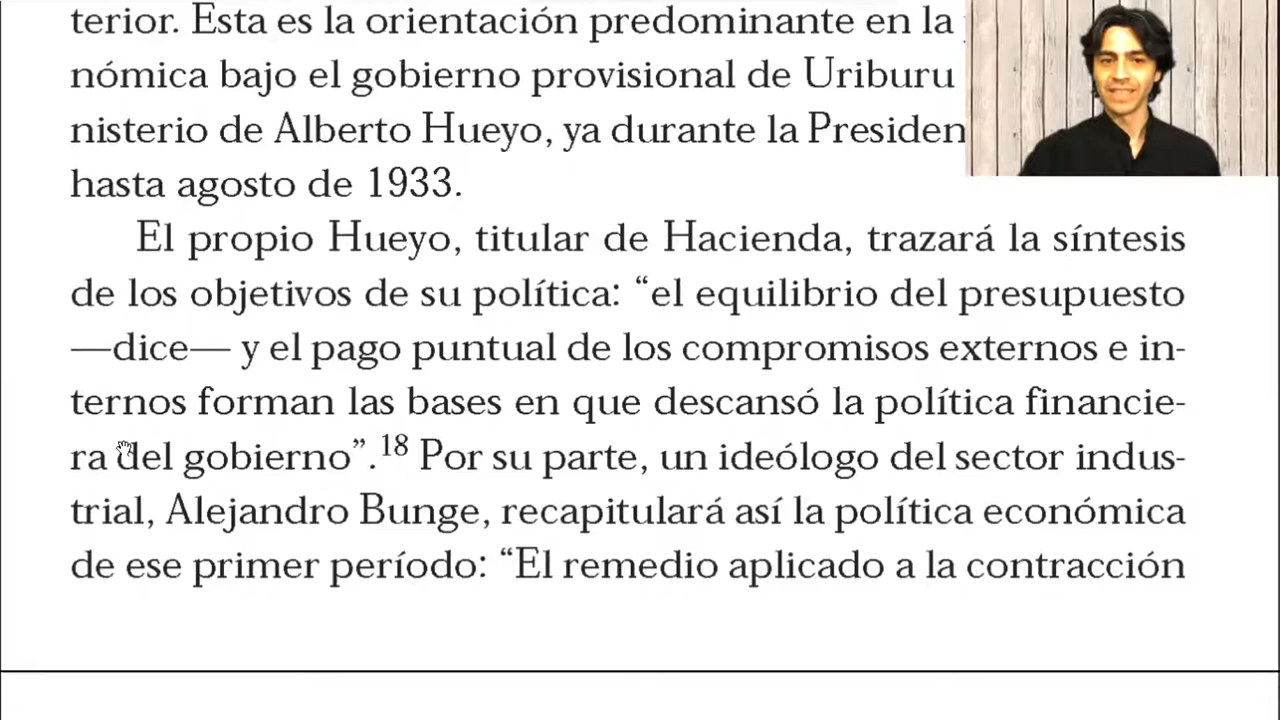 terior. Esta es la orientación predominante en la
nómica bajo el gobierno provisional de Uriburu
nisterio de Alberto Hueyo, ya durante la Presiden
hasta agosto de 1933.
El propio Hueyo, titular de Hacienda, trazará la síntesis
de los objetivos de su política: “el equilibrio del presupuesto
—dice— y el pago puntual de los compromisos externos e in-
ternos forman las bases en que descansó la política financie-
ra del gobierno”.18 Por su parte, un ideólogo del sector indus-
trial, Alejandro Bunge, recapitulará así la política económica
de ese primer período: “El remedio aplicado a la contracción